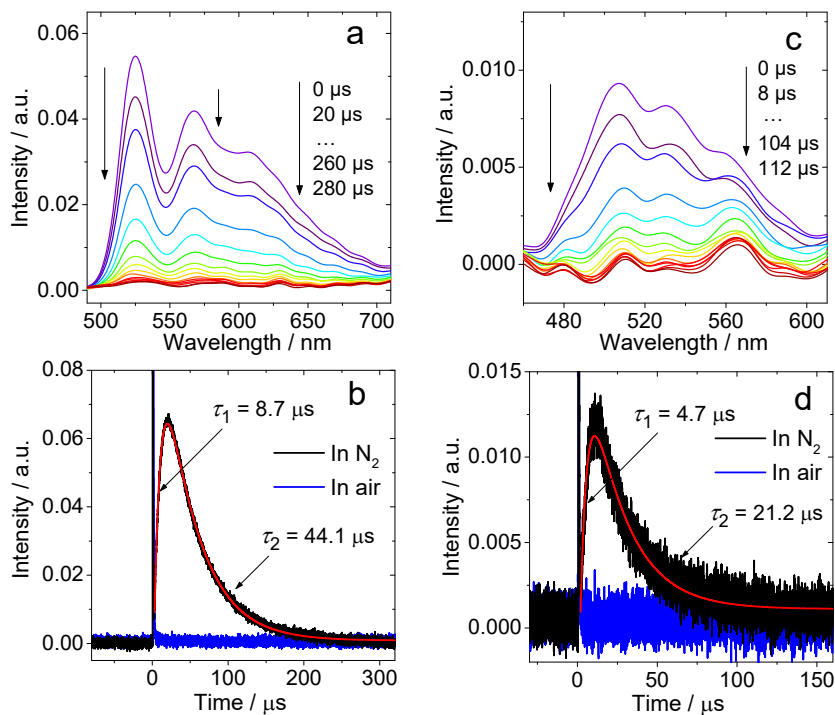 a
0.06
0.04
0.02
0.00
Intensity / a.u.
0 µs
20 µs
...
260 µs
280 µs
500 550 600 650 700
Wavelength / nm
c
0.010
0.005
0.000
Intensity / a.u.
0 µs
8 µs
...
104 µs
112 µs
480 520 560 600
Wavelength / nm
b
0.08
0.06
0.04
0.02
0.00
Intensity / a.u.
τ₁ = 8.7 µs
In N₂
In air
τ₂ = 44.1 µs
0 100 200 300
Time / µs
d
0.015
0.010
0.005
0.000
Intensity / a.u.
τ₁ = 4.7 µs
In N₂
In air
τ₂ = 21.2 µs
0 50 100 150
Time / µs